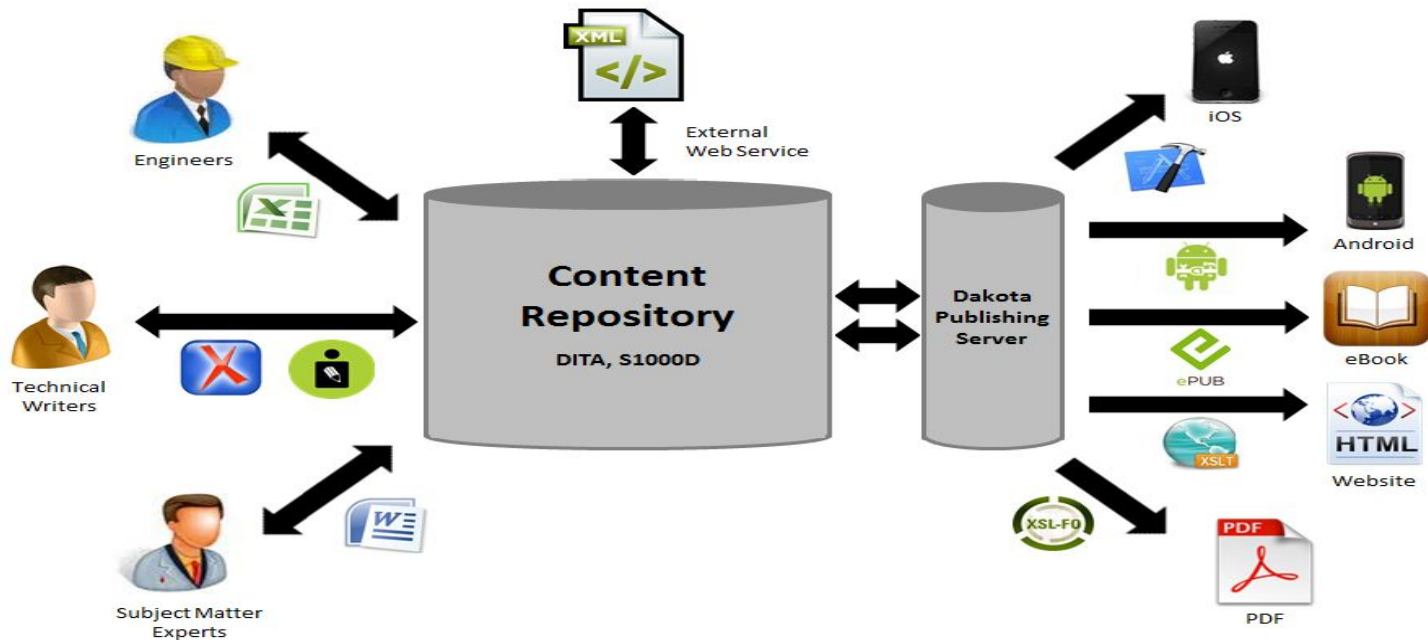 XML
</>
External
Web Service
Engineers
Technical
Writers
Subject Matter
Experts
Content
Repository
DITA, S1000D
Dakota
Publishing
Server
iOS
Android
eBook
ePUB
HTML
Website
XSLT
XSL-FO
PDF
PDF